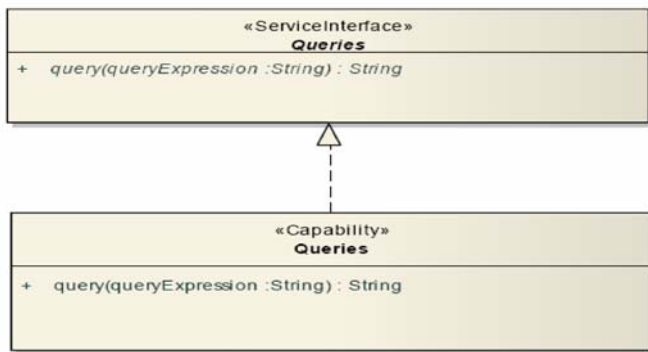 «ServiceInterface»
Queries
+ query(queryExpression :String) : String
«Capability»
Queries
+ query(queryExpression :String) : String